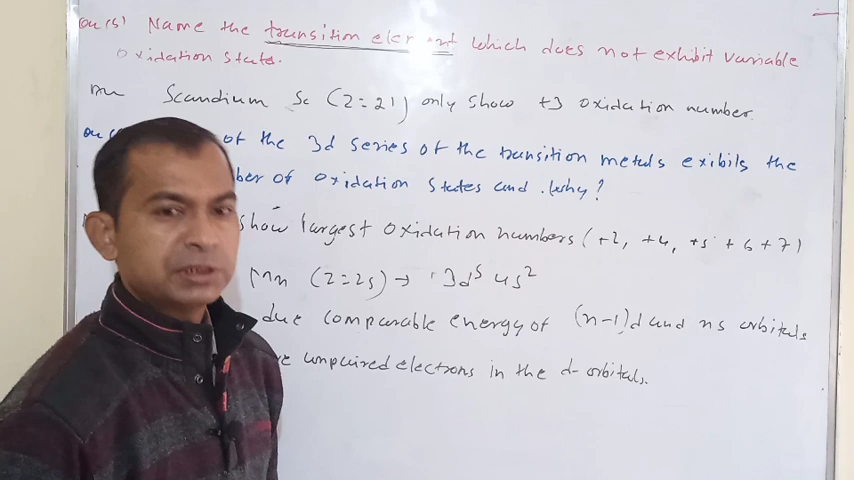 Qu(5) Name the transition element which does not exhibit variable
oxidation state.
Scandium Sc (Z=21) only show +3 oxidation number.
of the 3d series of the transition metals exibits the
ber of oxidation states and why?
show largest oxidation numbers (+2, +4, +5 +6 +7)
Mn (Z=25) → 3d5 4s2
due comparable energy of (n-1)d and ns orbitals
unpaired electrons in the d-orbitals.